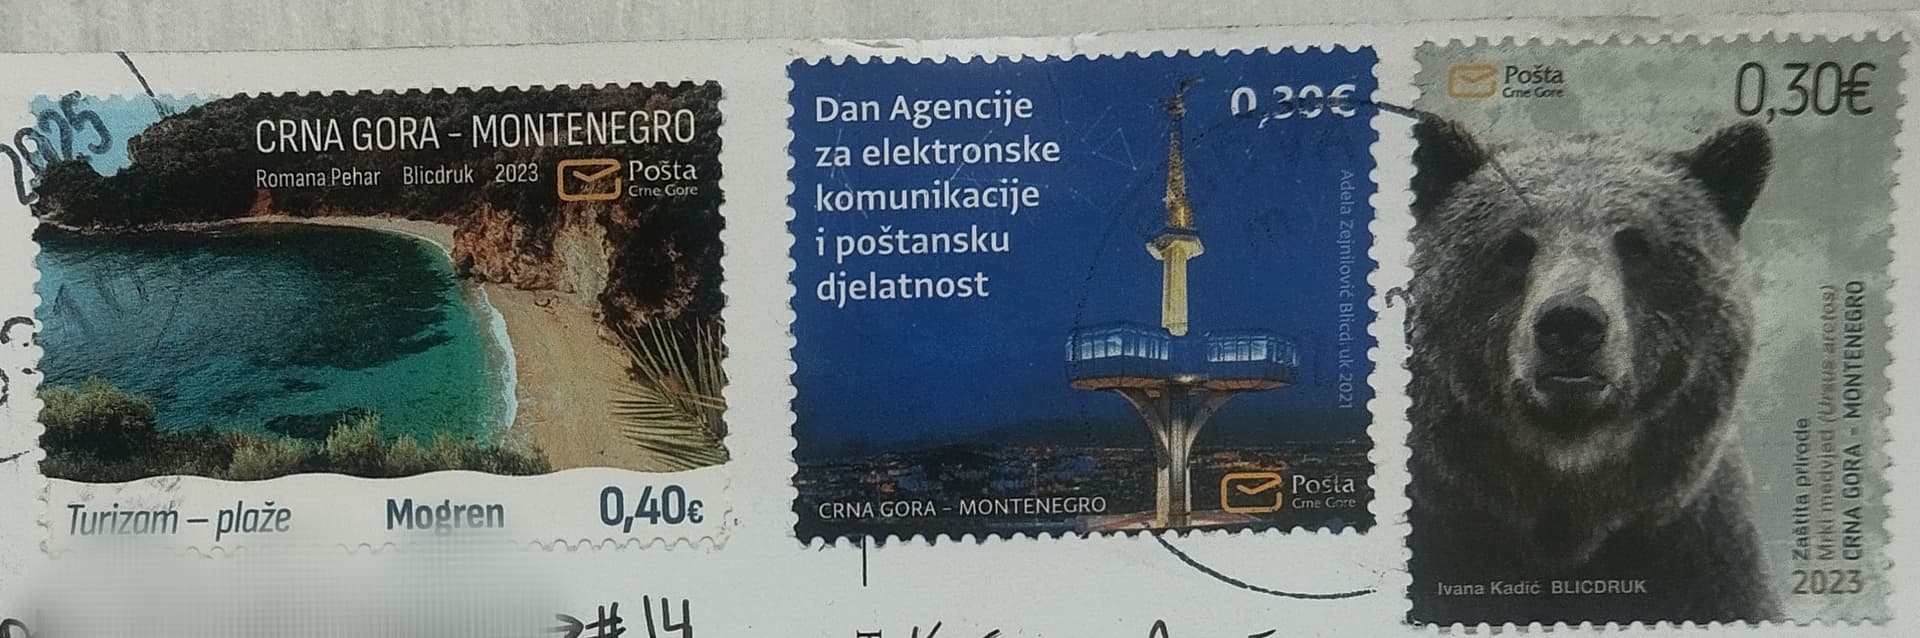 2025
CRNA GORA – MONTENEGRO
Romana Pehar Blicdruk 2023
Pošta
Crne Gore
Turizam – plaže Mogren 0,40€
Dan Agencije
za elektronske
komunikacije
i poštansku
djelatnost
0,30€
Adela Zejnilović Blicdruk 2021
CRNA GORA – MONTENEGRO
Pošta
Crne Gore
Pošta
Crne Gore
0,30€
Zaštita prirode
Mrki medvjed (Ursus arctos)
CRNA GORA – MONTENEGRO
2023
Ivana Kadić BLICDRUK
#14